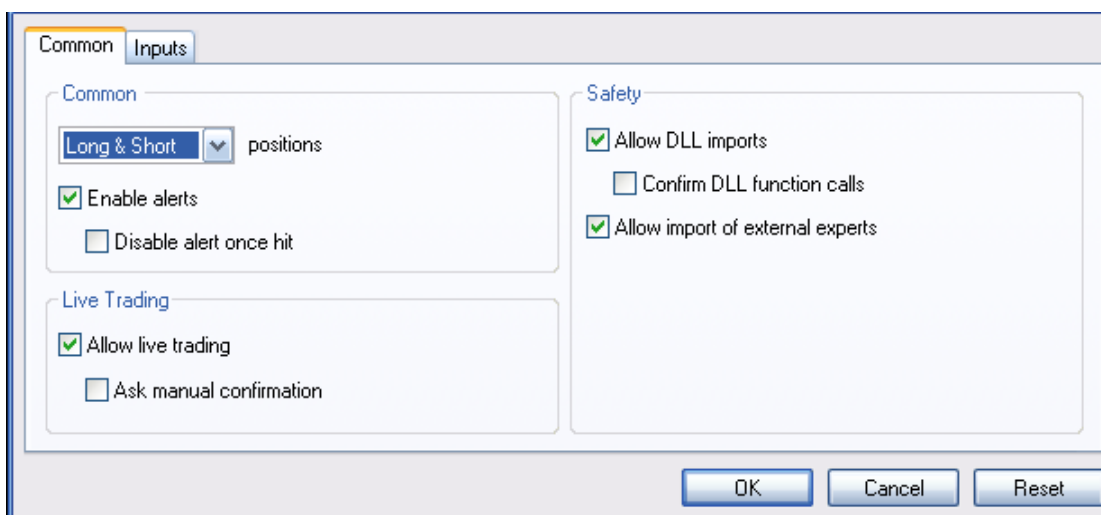 Common Inputs
Common
Long & Short positions
Enable alerts
Disable alert once hit
Live Trading
Allow live trading
Ask manual confirmation
Safety
Allow DLL imports
Confirm DLL function calls
Allow import of external experts
OK Cancel Reset